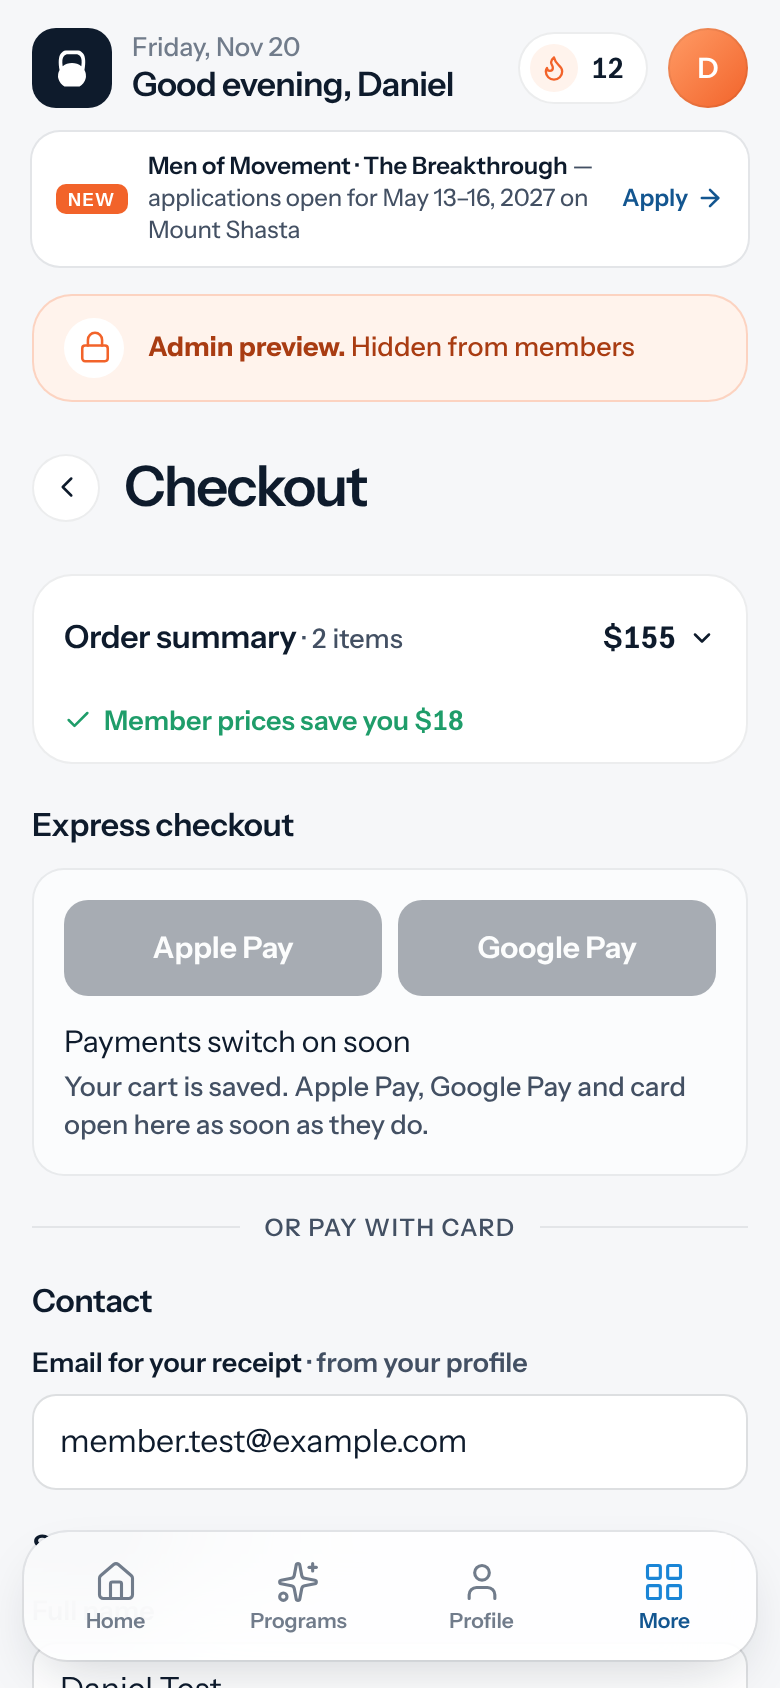 Friday, Nov 20
Good evening, Daniel
12
D
NEW
Men of Movement · The Breakthrough —
applications open for May 13–16, 2027 on
Mount Shasta
Apply →
Admin preview. Hidden from members
Checkout
Order summary · 2 items
$155
Member prices save you $18
Express checkout
Apple Pay
Google Pay
Payments switch on soon
Your cart is saved. Apple Pay, Google Pay and card
open here as soon as they do.
OR PAY WITH CARD
Contact
Email for your receipt · from your profile
member.test@example.com
Full name
Home
Programs
Profile
More
Daniel Test